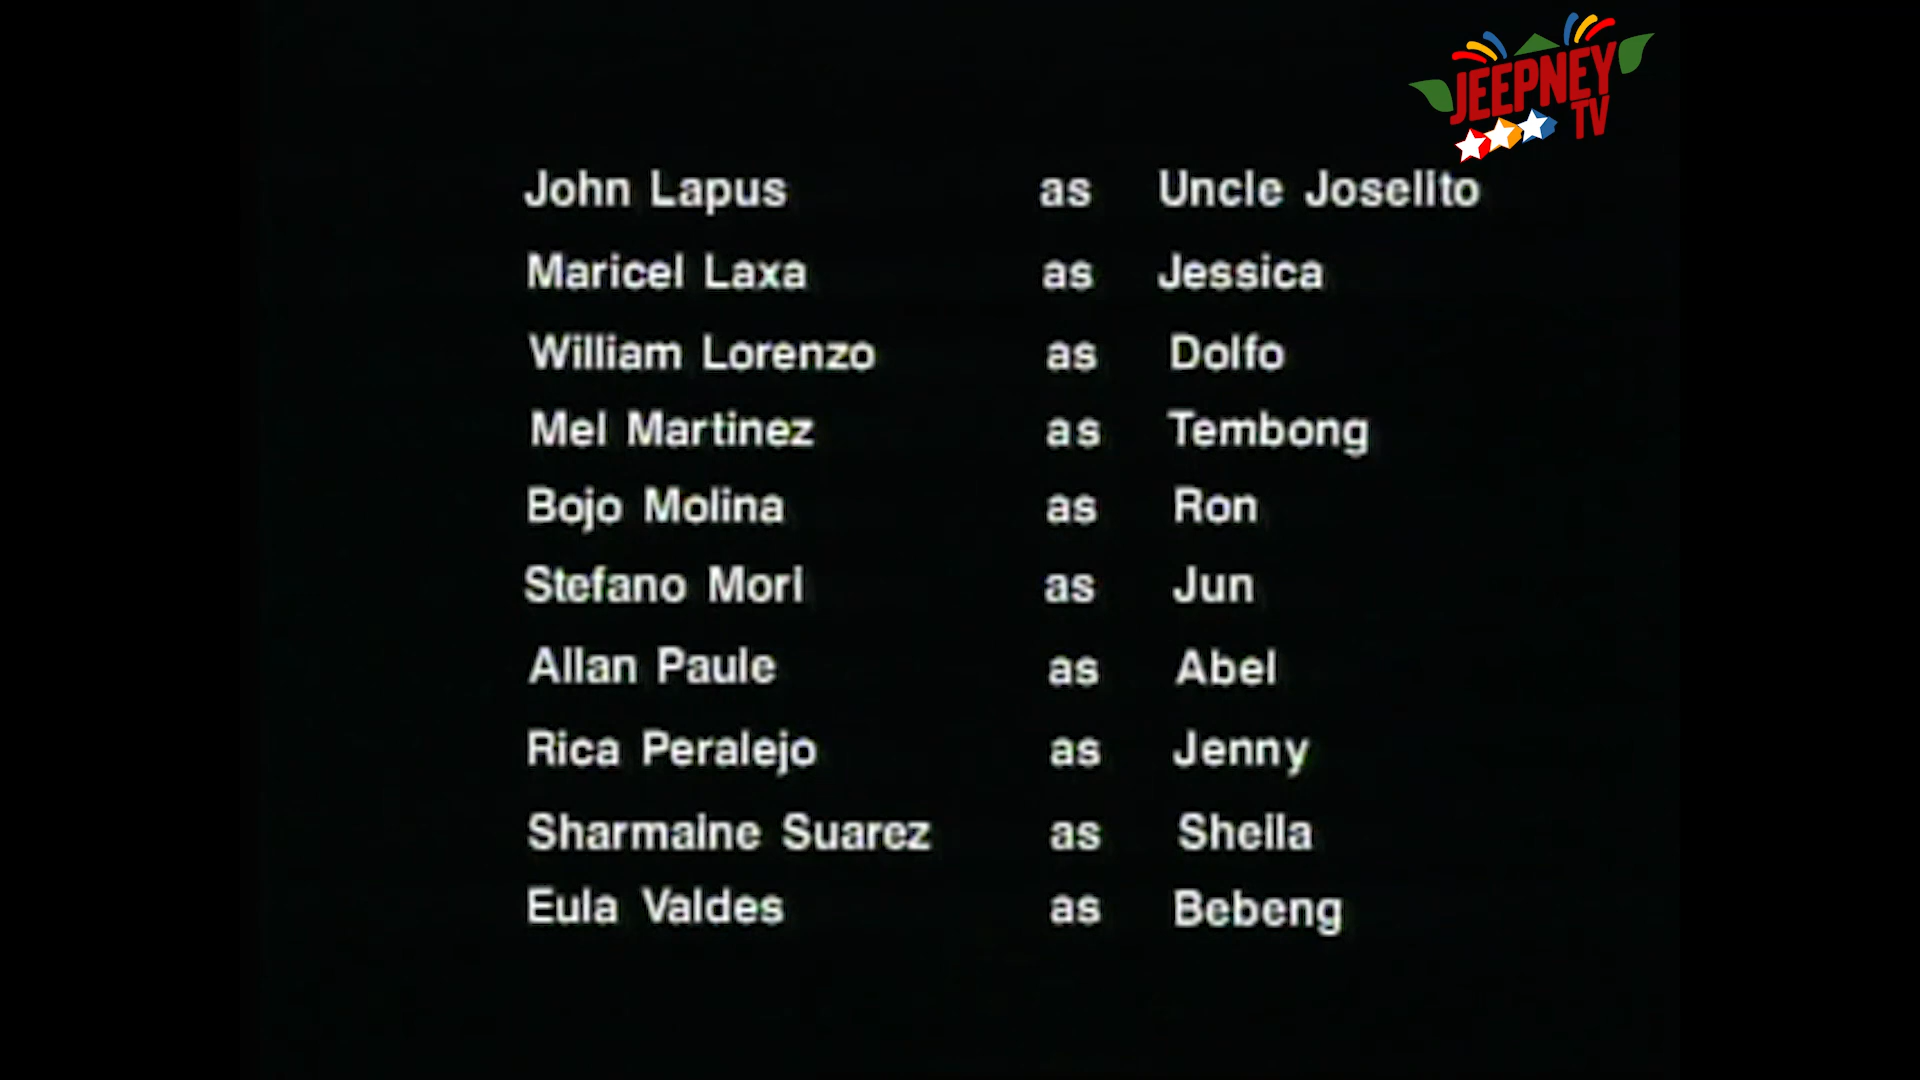 JEEPNEY
TV
John Lapus as Uncle Joselito
Maricel Laxa as Jessica
William Lorenzo as Dolfo
Mel Martinez as Tembong
Bojo Molina as Ron
Stefano Mori as Jun
Allan Paule as Abel
Rica Peralejo as Jenny
Sharmaine Suarez as Sheila
Eula Valdes as Bebeng